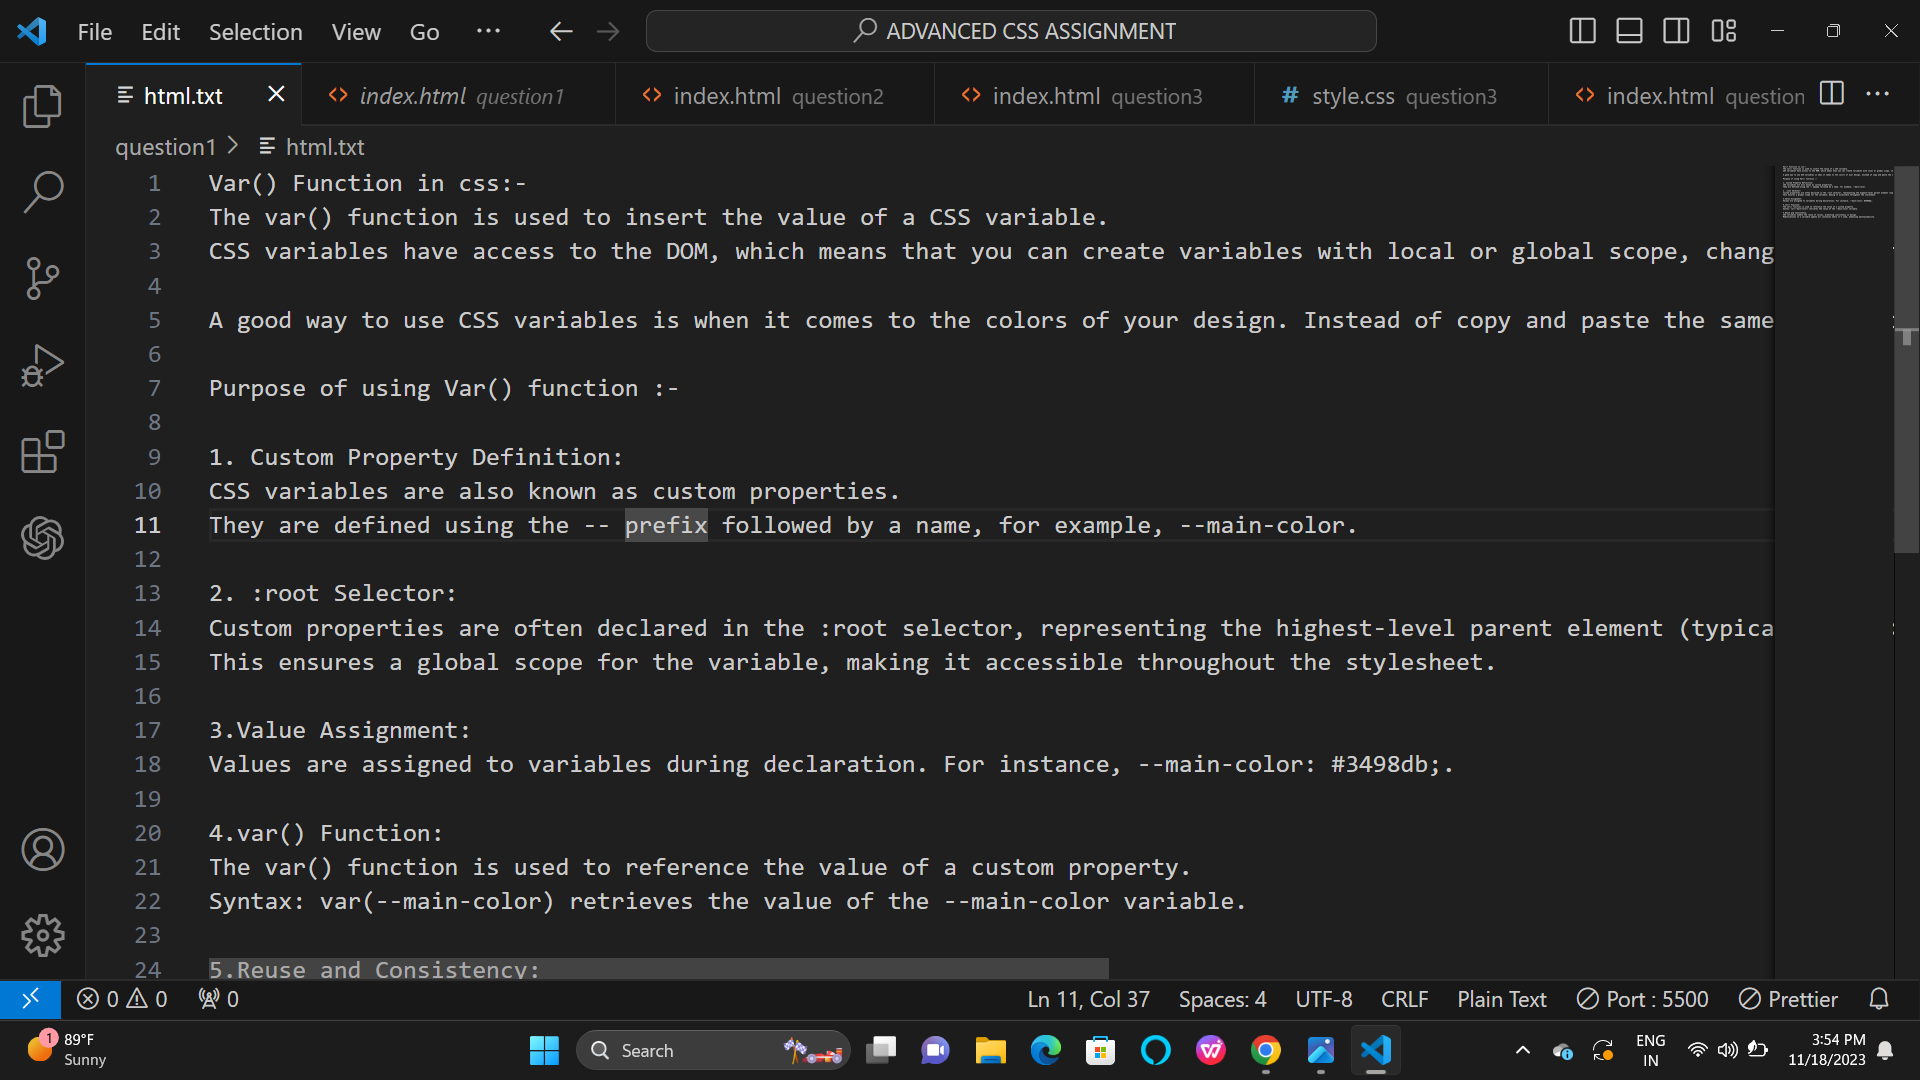 File Edit Selection View Go ··· ADVANCED CSS ASSIGNMENT
html.txt index.html question1 index.html question2 index.html question3 # style.css question3 index.html question ···
question1 > html.txt
1 Var() Function in css:-
2 The var() function is used to insert the value of a CSS variable.
3 CSS variables have access to the DOM, which means that you can create variables with local or global scope, chang
4
5 A good way to use CSS variables is when it comes to the colors of your design. Instead of copy and paste the same
6
7 Purpose of using Var() function :-
8
9 1. Custom Property Definition:
10 CSS variables are also known as custom properties.
11 They are defined using the -- prefix followed by a name, for example, --main-color.
12
13 2. :root Selector:
14 Custom properties are often declared in the :root selector, representing the highest-level parent element (typica
15 This ensures a global scope for the variable, making it accessible throughout the stylesheet.
16
17 3.Value Assignment:
18 Values are assigned to variables during declaration. For instance, --main-color: #3498db;.
19
20 4.var() Function:
21 The var() function is used to reference the value of a custom property.
22 Syntax: var(--main-color) retrieves the value of the --main-color variable.
23
24 5.Reuse and Consistency:
0 0 0 Ln 11, Col 37 Spaces: 4 UTF-8 CRLF Plain Text Port : 5500 Prettier
1 89°F Search ENG 3:54 PM
Sunny IN 11/18/2023